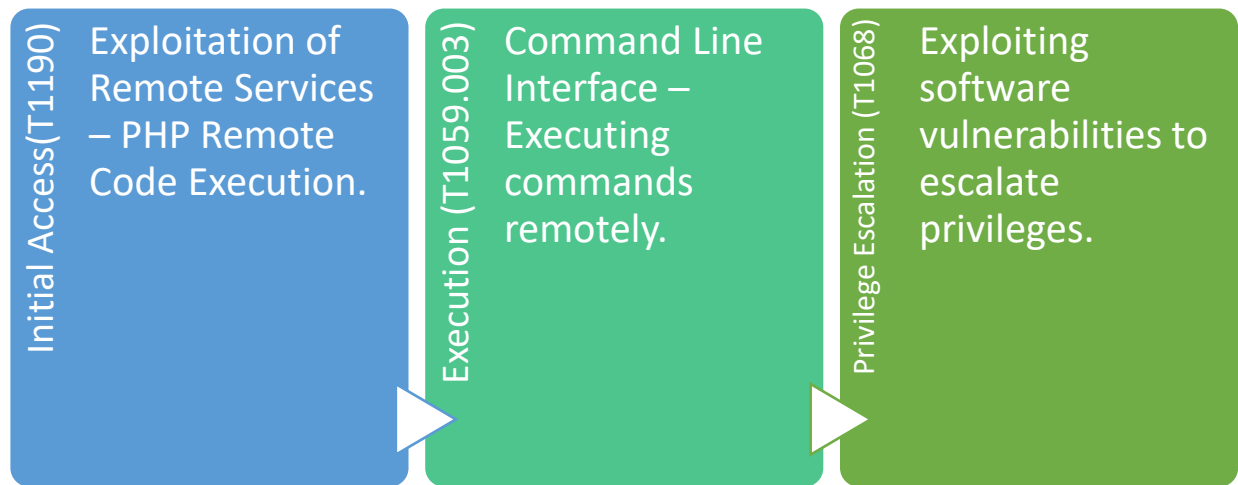 Initial Access(T1190)
Exploitation of
Remote Services
– PHP Remote
Code Execution.
Execution (T1059.003)
Command Line
Interface –
Executing
commands
remotely.
Privilege Escalation (T1068)
Exploiting
software
vulnerabilities to
escalate
privileges.